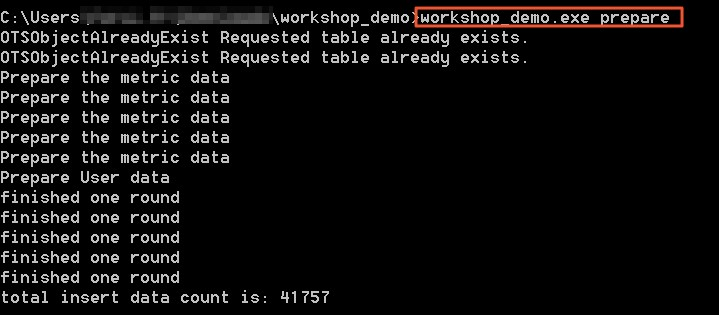 C:\Users\workshop_demo>workshop_demo.exe prepare
OTSObjectAlreadyExist Requested table already exists.
OTSObjectAlreadyExist Requested table already exists.
Prepare the metric data
Prepare the metric data
Prepare the metric data
Prepare the metric data
Prepare the metric data
Prepare User data
finished one round
finished one round
finished one round
finished one round
finished one round
total insert data count is: 41757